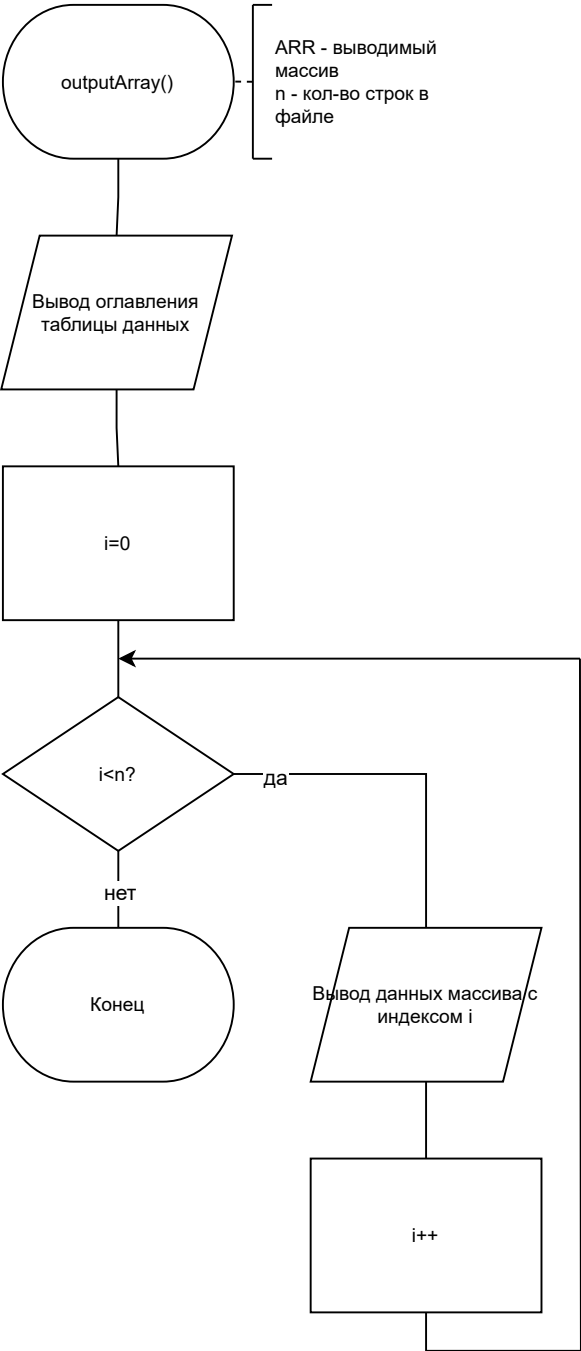 outputArray()
ARR - выводимый
массив
n - кол-во строк в
файле
Вывод оглавления
таблицы данных
i=0
i<n?
да
нет
Конец
Вывод данных массива с
индексом i
i++